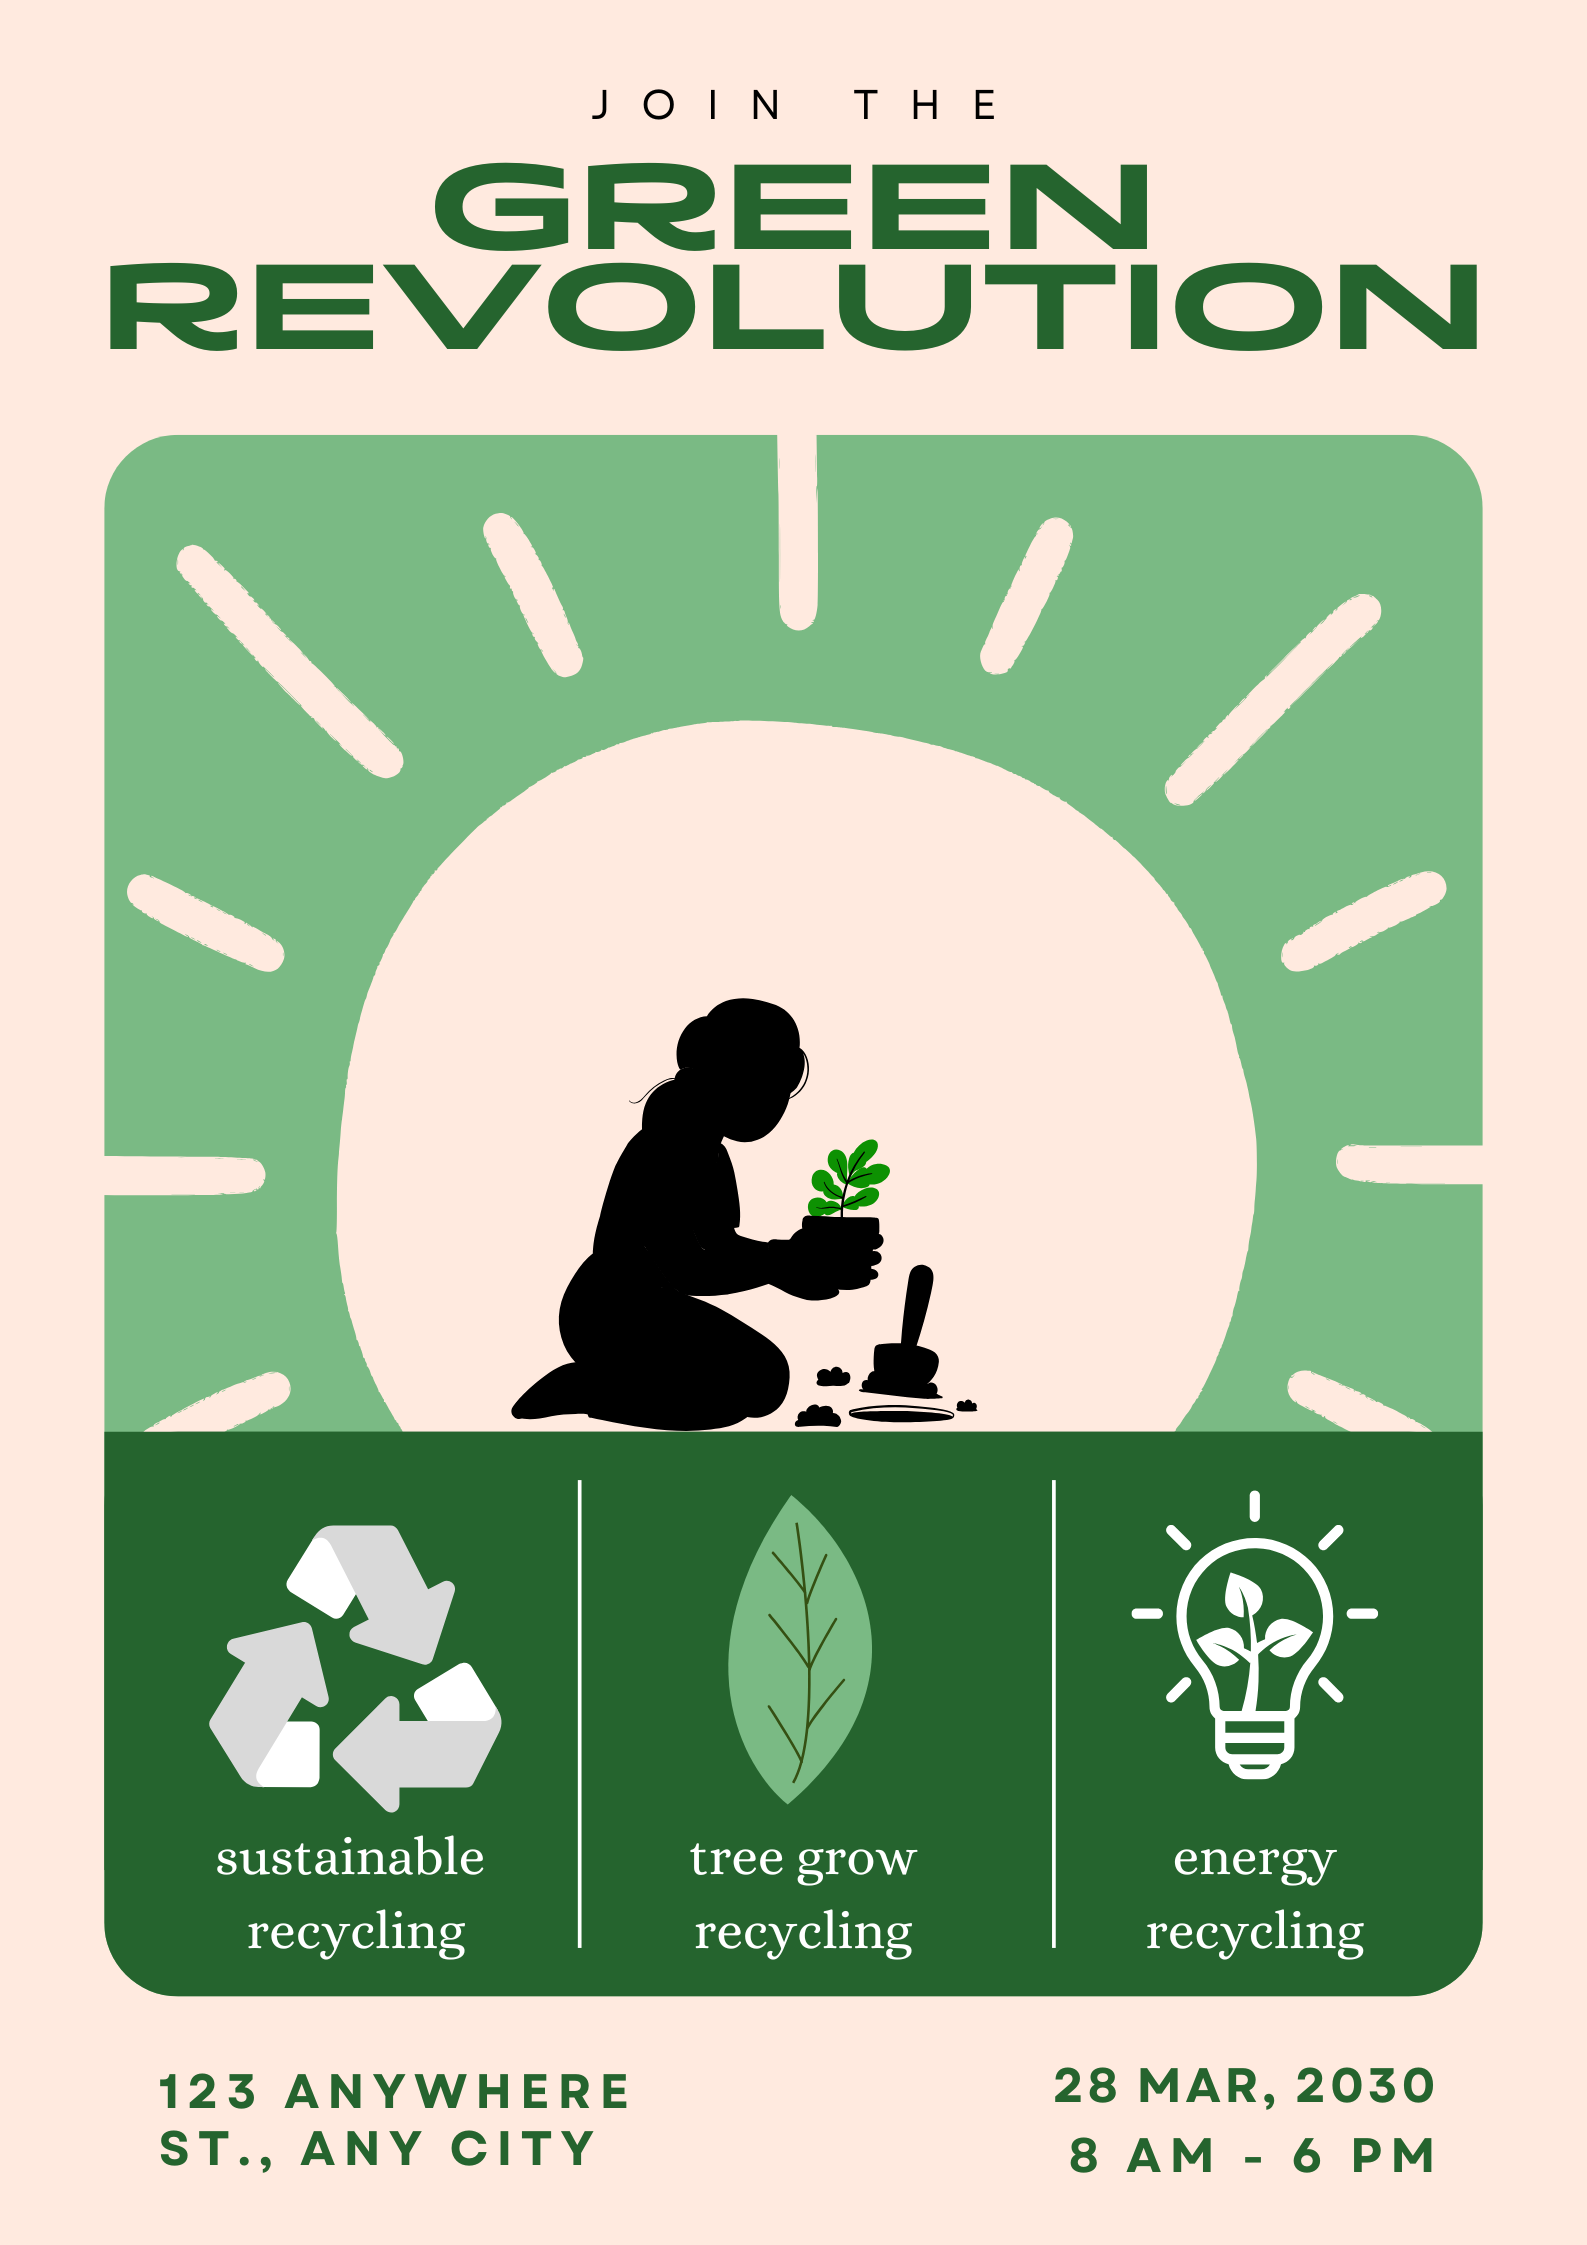 JOIN THE
GREEN
REVOLUTION
sustainable
recycling
tree grow
recycling
energy
recycling
123 ANYWHERE
ST., ANY CITY
28 MAR, 2030
8 AM - 6 PM